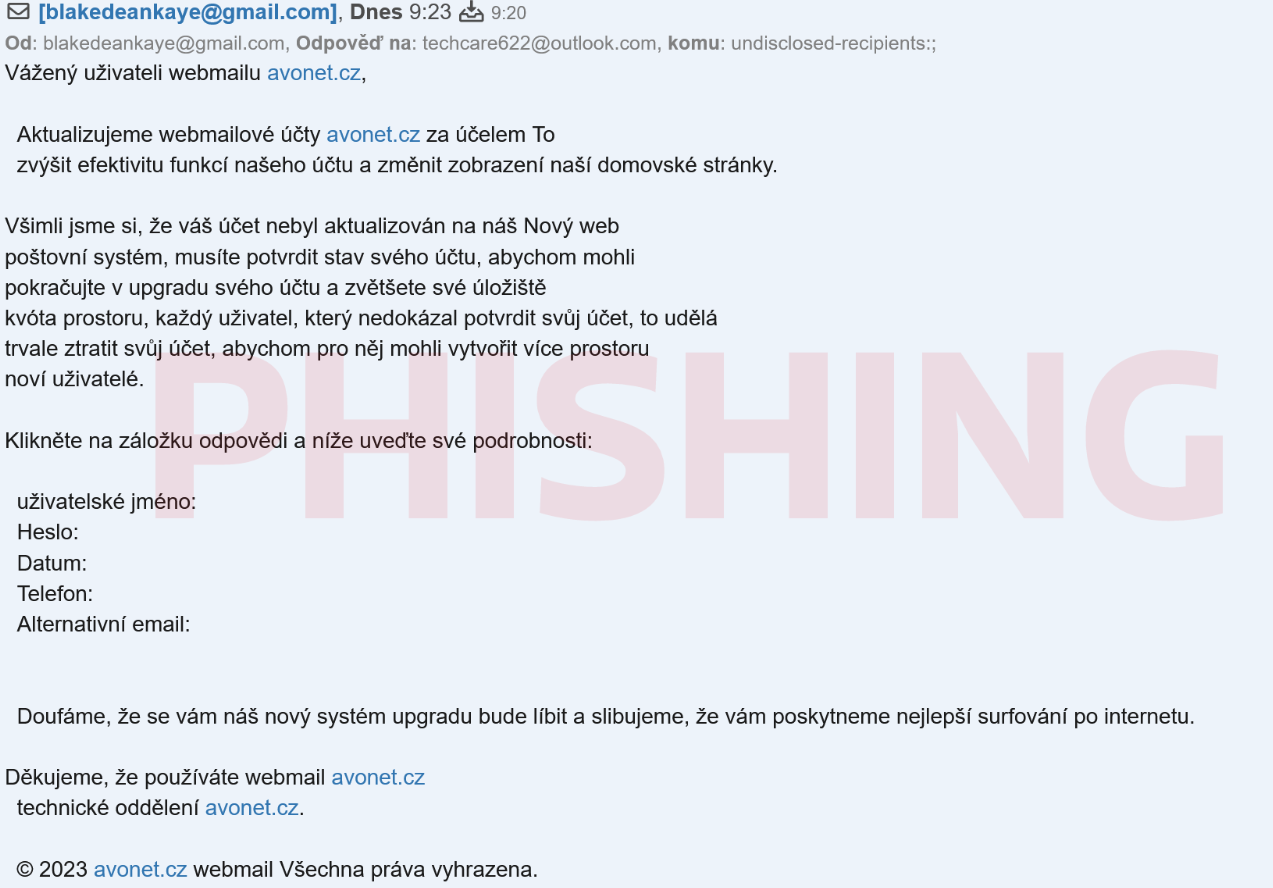 [blakedeankaye@gmail.com], Dnes 9:23 9:20
Od: blakedeankaye@gmail.com, Odpověď na: techcare622@outlook.com, komu: undisclosed-recipients:;
Vážený uživateli webmailu avonet.cz,
Aktualizujeme webmailové účty avonet.cz za účelem To
zvýšit efektivitu funkcí našeho účtu a změnit zobrazení naší domovské stránky.
Všimli jsme si, že váš účet nebyl aktualizován na náš Nový web
poštovní systém, musíte potvrdit stav svého účtu, abychom mohli
pokračujte v upgradu svého účtu a zvětšete své úložiště
kvóta prostoru, každý uživatel, který nedokázal potvrdit svůj účet, to udělá
trvale ztratit svůj účet, abychom pro něj mohli vytvořit více prostoru
noví uživatelé.
PHISHING
Klikněte na záložku odpovědi a níže uveďte své podrobnosti:
uživatelské jméno:
Heslo:
Datum:
Telefon:
Alternativní email:
Doufáme, že se vám náš nový systém upgradu bude líbit a slibujeme, že vám poskytneme nejlepší surfování po internetu.
Děkujeme, že používáte webmail avonet.cz
technické oddělení avonet.cz.
© 2023 avonet.cz webmail Všechna práva vyhrazena.